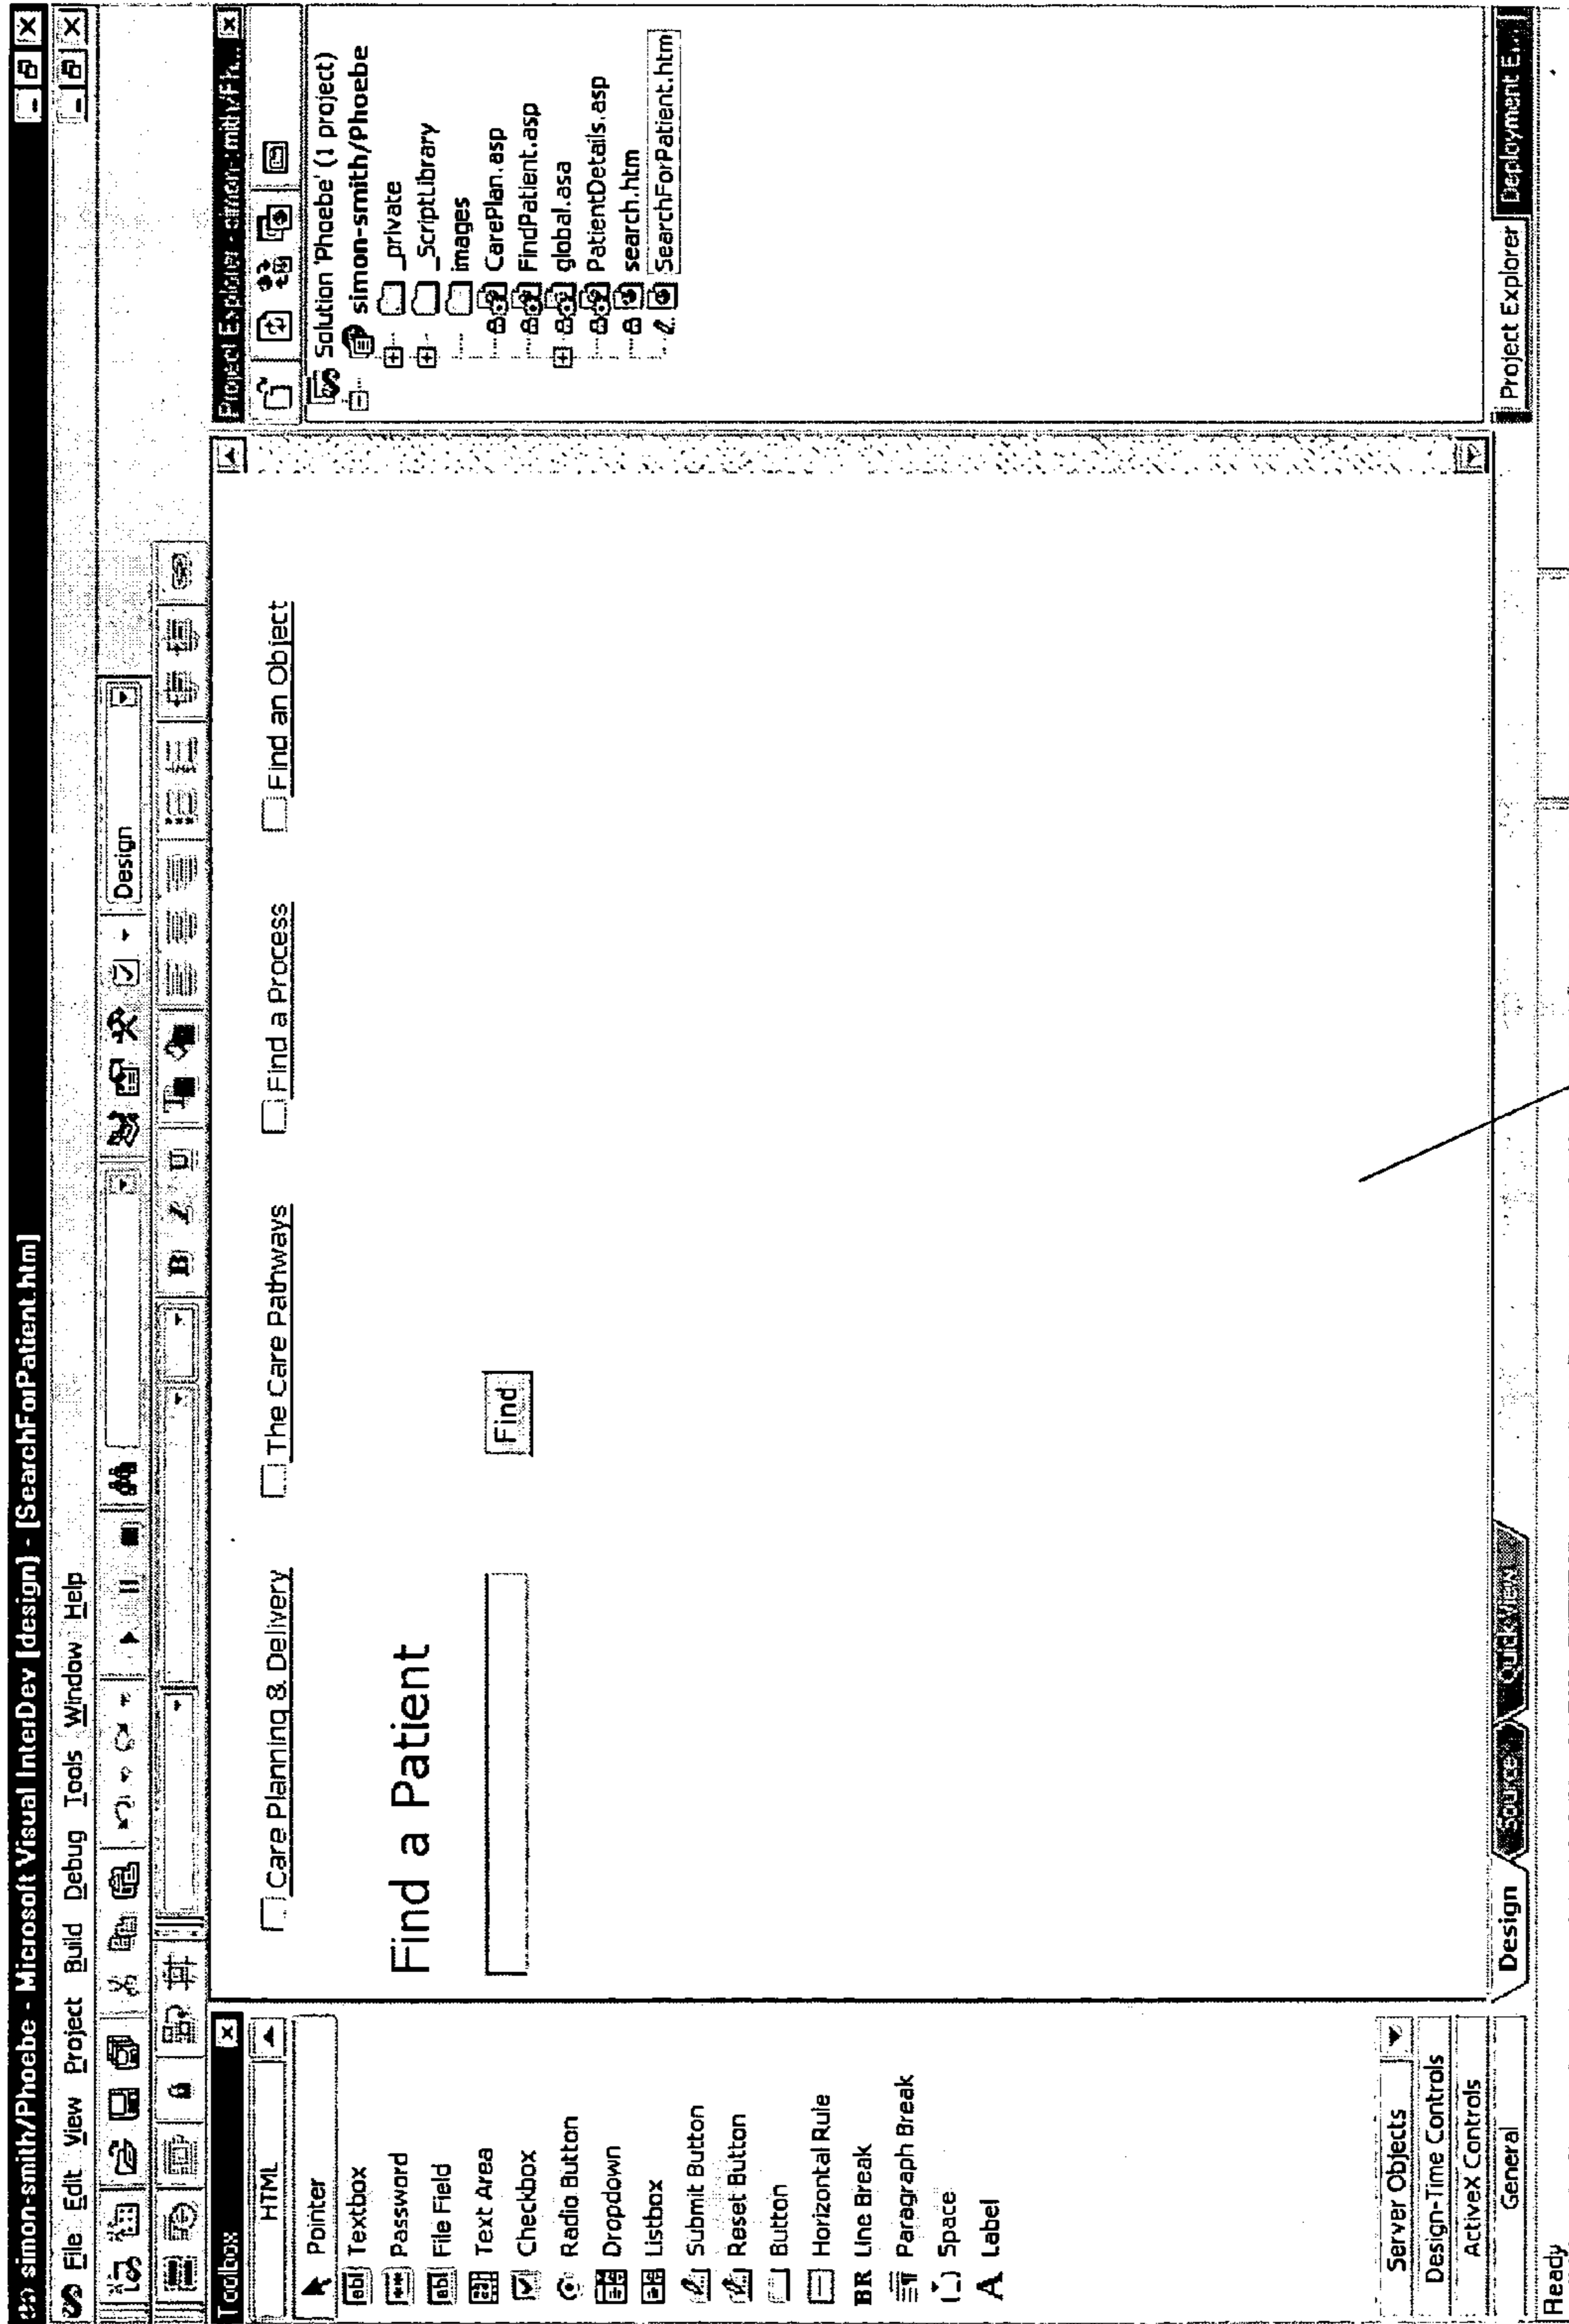 simon-smith/Phoebe - Microsoft Visual InterDev [design] - [SearchForPatient.htm]
File Edit View Project Build Debug Tools Window Help
Design
B I U
Toolbox
HTML
Pointer
Textbox
Password
File Field
Text Area
Checkbox
Radio Button
Dropdown
Listbox
Submit Button
Reset Button
Button
Horizontal Rule
BR Line Break
Paragraph Break
Space
A Label
Server Objects
Design-Time Controls
ActiveX Controls
General
Care Planning & Delivery
The Care Pathways
Find a Process
Find an Object
Find a Patient
Find
Design
Source
Quick View
Project Explorer - simon-smith/Ph...
Solution 'Phoebe' (1 project)
simon-smith/Phoebe
_private
_ScriptLibrary
images
CarePlan.asp
FindPatient.asp
global.asa
PatientDetails.asp
search.htm
SearchForPatient.htm
Project Explorer
Deployment E...
Ready